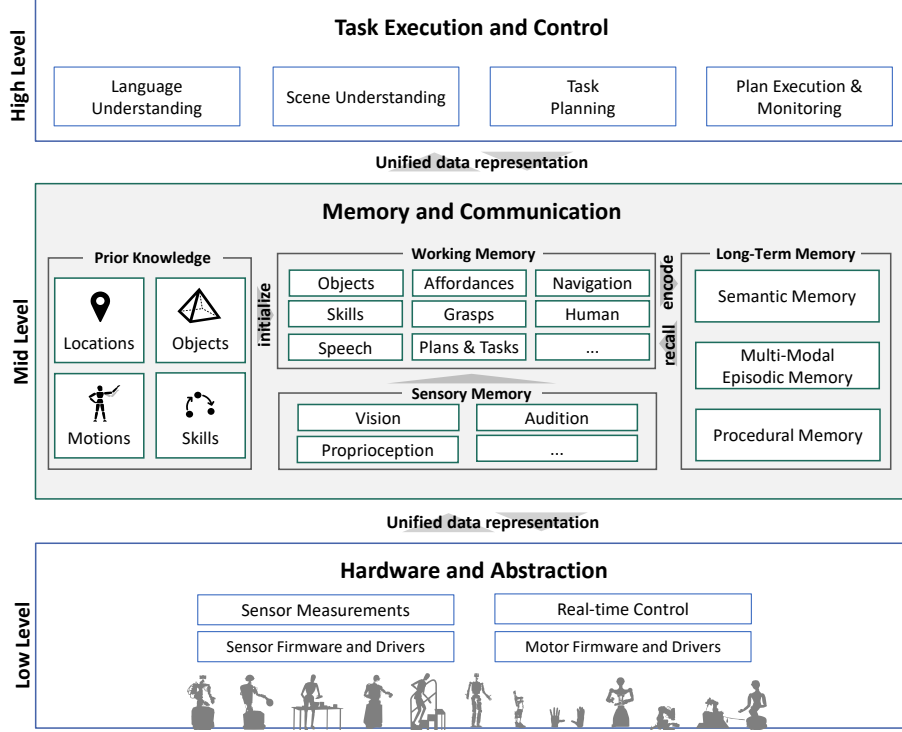 High Level
Task Execution and Control
Language
Understanding
Scene Understanding
Task
Planning
Plan Execution &
Monitoring
Unified data representation
Mid Level
Memory and Communication
Prior Knowledge
Locations
Objects
Motions
Skills
initialize
Working Memory
Objects
Affordances
Navigation
Skills
Grasps
Human
Speech
Plans & Tasks
...
Sensory Memory
Vision
Audition
Proprioception
...
encode
recall
Long-Term Memory
Semantic Memory
Multi-Modal
Episodic Memory
Procedural Memory
Unified data representation
Low Level
Hardware and Abstraction
Sensor Measurements
Real-time Control
Sensor Firmware and Drivers
Motor Firmware and Drivers